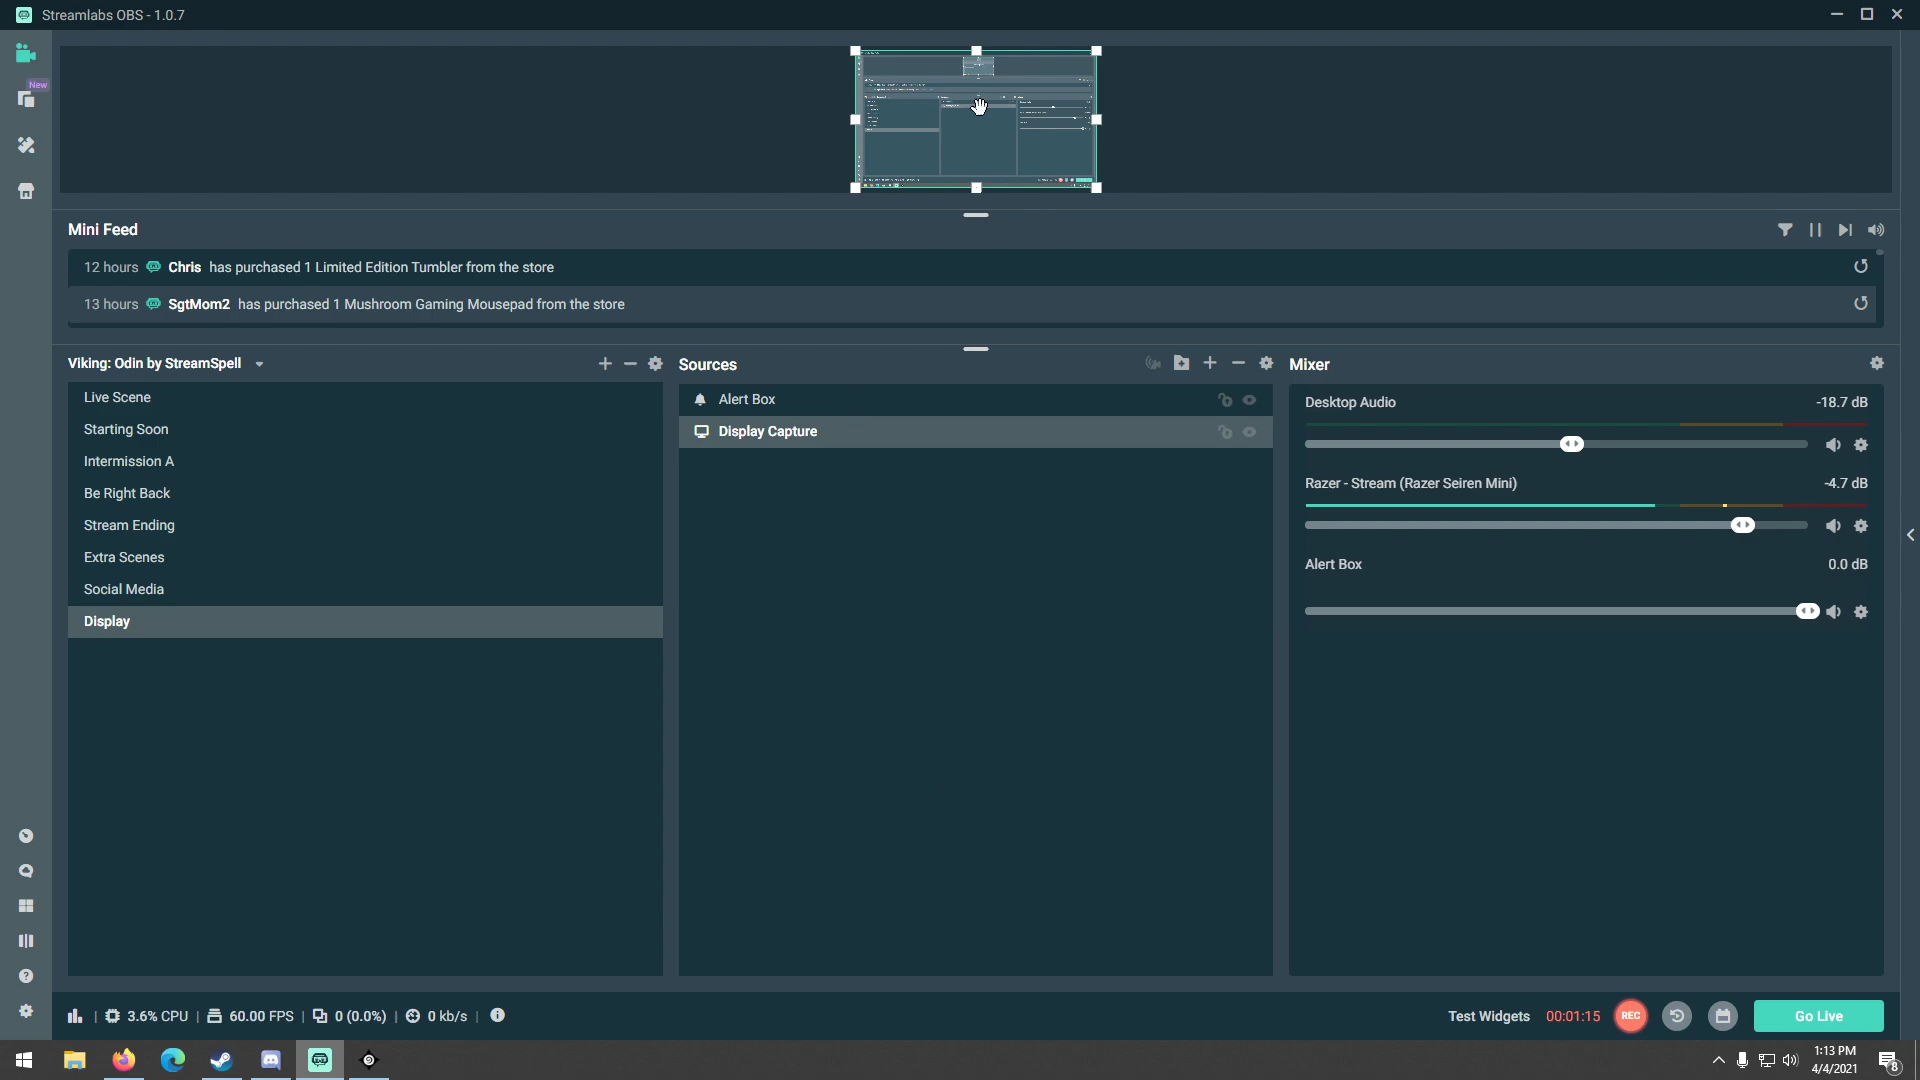 Streamlabs OBS - 1.0.7
New
Mini Feed
12 hours Chris has purchased 1 Limited Edition Tumbler from the store
13 hours SgtMom2 has purchased 1 Mushroom Gaming Mousepad from the store
Viking: Odin by StreamSpell
Live Scene
Starting Soon
Intermission A
Be Right Back
Stream Ending
Extra Scenes
Social Media
Display
Sources
Alert Box
Display Capture
Mixer
Desktop Audio -18.7 dB
Razer - Stream (Razer Seiren Mini) -4.7 dB
Alert Box 0.0 dB
3.6% CPU | 60.00 FPS | 0 (0.0%) | 0 kb/s |
Test Widgets 00:01:15 REC Go Live
1:13 PM
4/4/2021
8